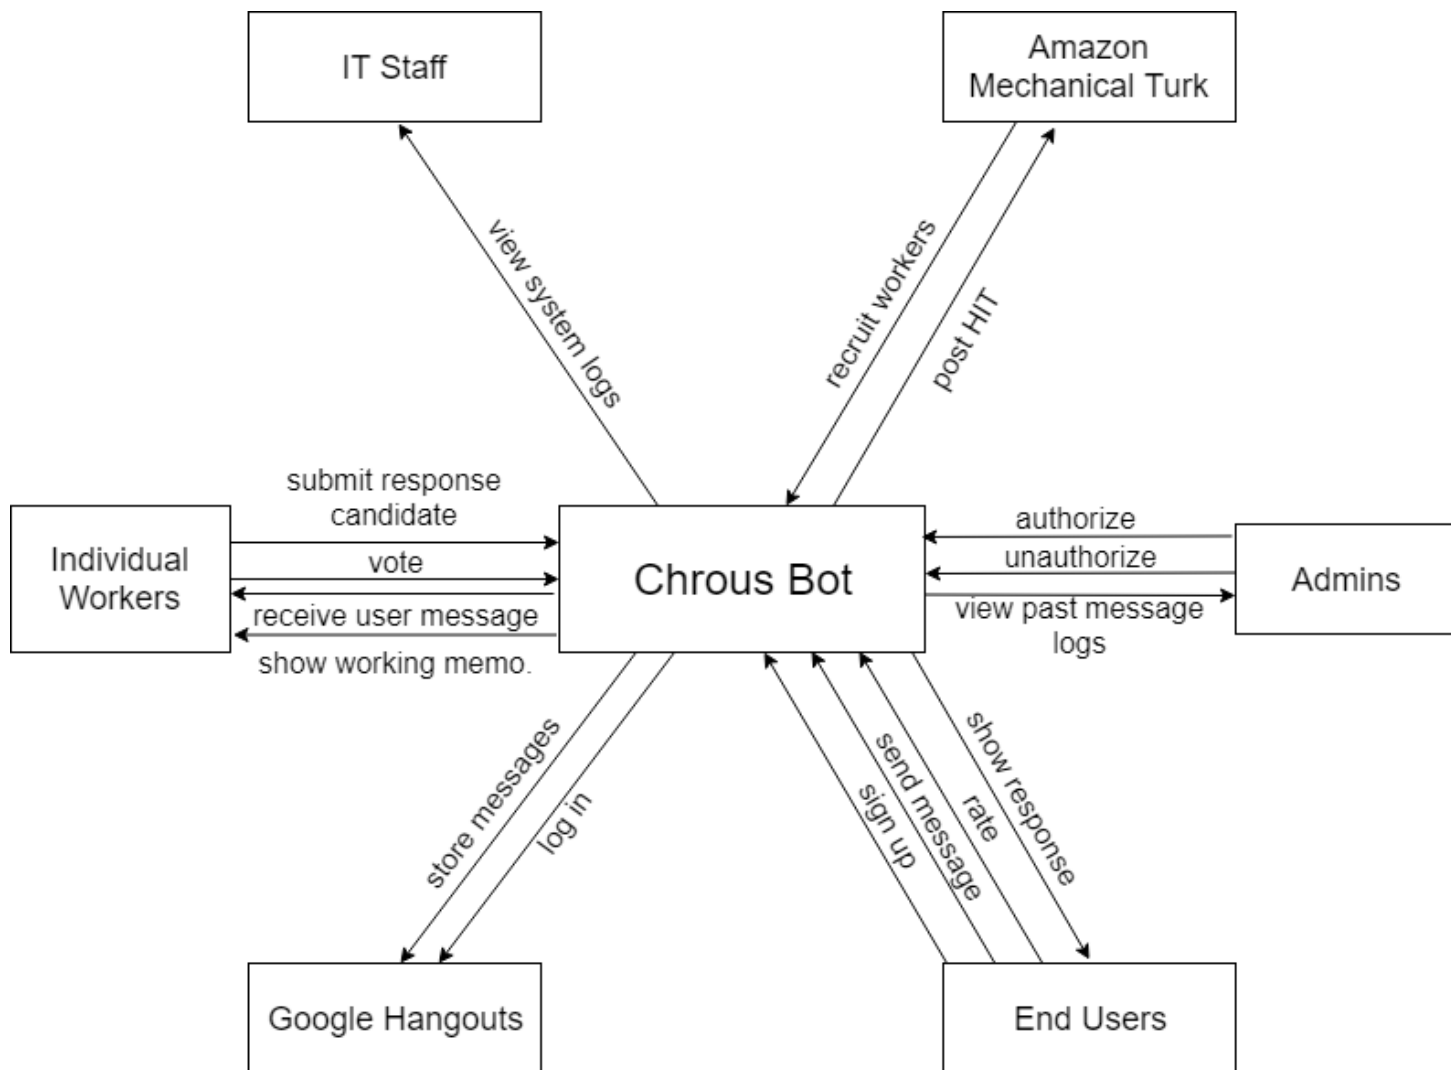 IT Staff
Amazon
Mechanical Turk
view system logs
recruit workers
post HIT
submit response
candidate
vote
receive user message
show working memo.
Individual
Workers
Chrous Bot
authorize
unauthorize
view past message
logs
Admins
store messages
log in
sign up
send message
rate
show response
Google Hangouts
End Users